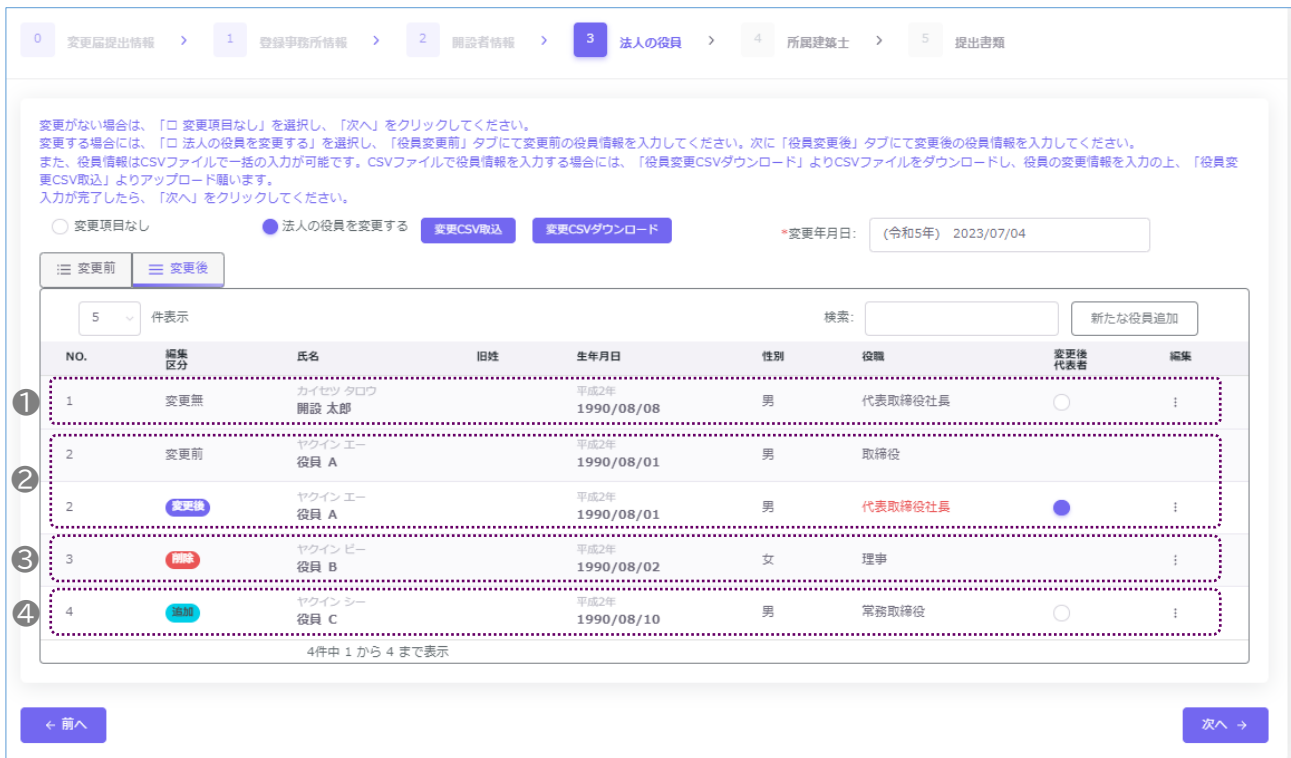 0 変更届提出情報 > 1 登録事務所情報 > 2 開設者情報 > 3 法人の役員 > 4 所属建築士 > 5 提出書類
変更がない場合は、「□ 変更項目なし」を選択し、「次へ」をクリックしてください。
変更する場合には、「□ 法人の役員を変更する」を選択し、「役員変更前」タブにて変更前の役員情報を入力してください。次に「役員変更後」タブにて変更後の役員情報を入力してください。
また、役員情報はCSVファイルで一括の入力が可能です。CSVファイルで役員情報を入力する場合には、「役員変更CSVダウンロード」よりCSVファイルをダウンロードし、役員の変更情報を入力の上、「役員変
更CSV取込」よりアップロード願います。
入力が完了したら、「次へ」をクリックしてください。
変更項目なし 法人の役員を変更する 変更CSV取込 変更CSVダウンロード *変更年月日: (令和5年) 2023/07/04
変更前 変更後
5 件表示 検索: 新たな役員追加
NO. 編集 氏名 旧姓 生年月日 性別 役職 変更後 編集
区分 代表者
カイセツ タロウ 平成2年
❶ 1 変更無 開設 太郎 1990/08/08 男 代表取締役社長
ヤクイン エー 平成2年
2 変更前 役員 A 1990/08/01 男 取締役
❷
ヤクイン エー 平成2年
2 変更後 役員 A 1990/08/01 男 代表取締役社長
ヤクイン ビー 平成2年
❸ 3 削除 役員 B 1990/08/02 女 理事
ヤクイン シー 平成2年
❹ 4 追加 役員 C 1990/08/10 男 常務取締役
4件中 1 から 4 まで表示
← 前へ 次へ →